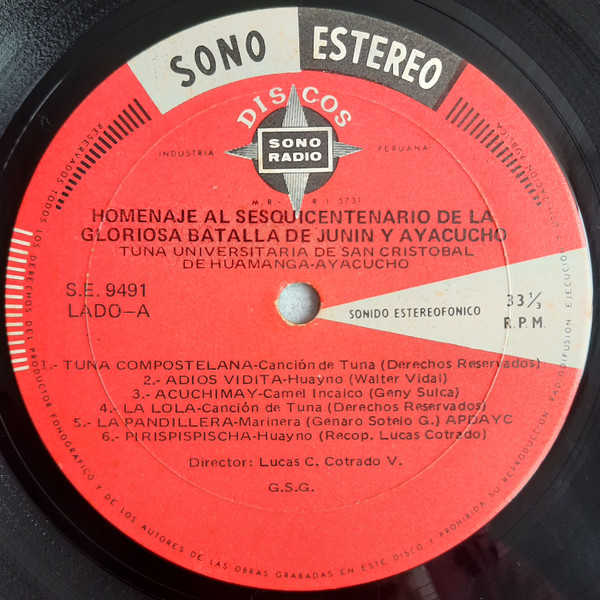 SONO ESTEREO
DISCOS
SONO
RADIO
INDUSTRIA PERUANA
M.R. R I 5731
HOMENAJE AL SESQUICENTENARIO DE LA
GLORIOSA BATALLA DE JUNIN Y AYACUCHO
TUNA UNIVERSITARIA DE SAN CRISTOBAL
DE HUAMANGA-AYACUCHO
S.E. 9491
LADO-A
SONIDO ESTEREOFONICO
33 1/3
R.P.M.
1.- TUNA COMPOSTELANA-Canción de Tuna (Derechos Reservados)
2.- ADIOS VIDITA-Huayno (Walter Vidal)
3.- ACUCHIMAY-Camel Incaico (Geny Sulca)
4.- LA LOLA-Canción de Tuna (Derechos Reservados)
5.- LA PANDILLERA-Marinera (Genaro Sotelo G.) APDAYC
6.- PIRISPISPISCHA-Huayno (Recop. Lucas Cotrado)
Director: Lucas C. Cotrado V.
G.S.G.
RESERVADOS TODOS LOS DERECHOS DEL PRODUCTOR FONOGRAFICO Y DE LOS AUTORES DE LAS OBRAS GRABADAS EN ESTE DISCO Y PROHIBIDA SU REPRODUCCION RADIODIFUSION EJECUCION PUBLICA